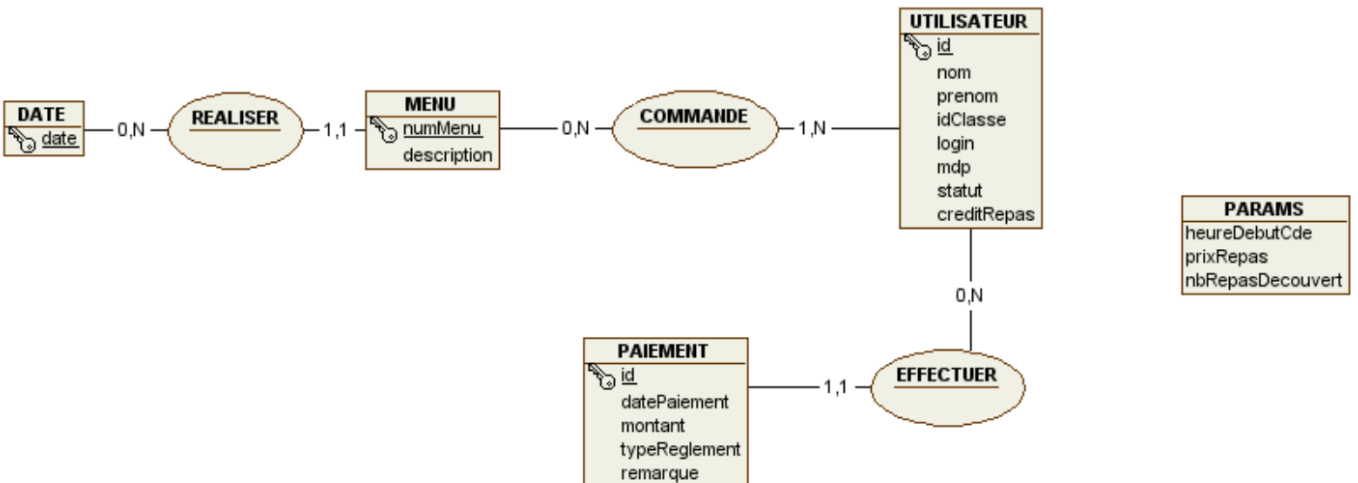 DATE
date
0,N
REALISER
1,1
MENU
numMenu
description
0,N
COMMANDE
1,N
UTILISATEUR
id
nom
prenom
idClasse
login
mdp
statut
creditRepas
PARAMS
heureDebutCde
prixRepas
nbRepasDecouvert
0,N
EFFECTUER
1,1
PAIEMENT
id
datePaiement
montant
typeReglement
remarque